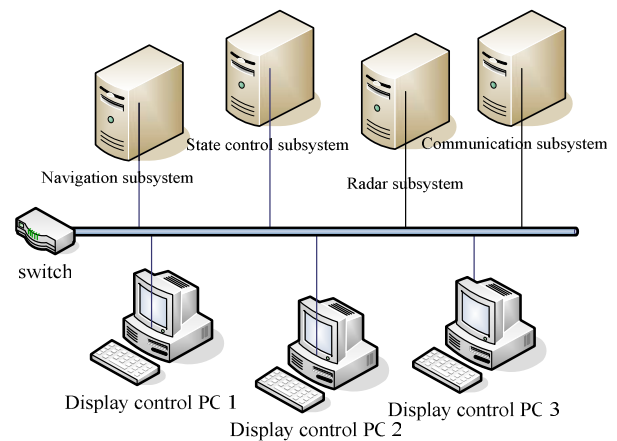 State control subsystem
Communication subsystem
Navigation subsystem
Radar subsystem
switch
Display control PC 1
Display control PC 2
Display control PC 3